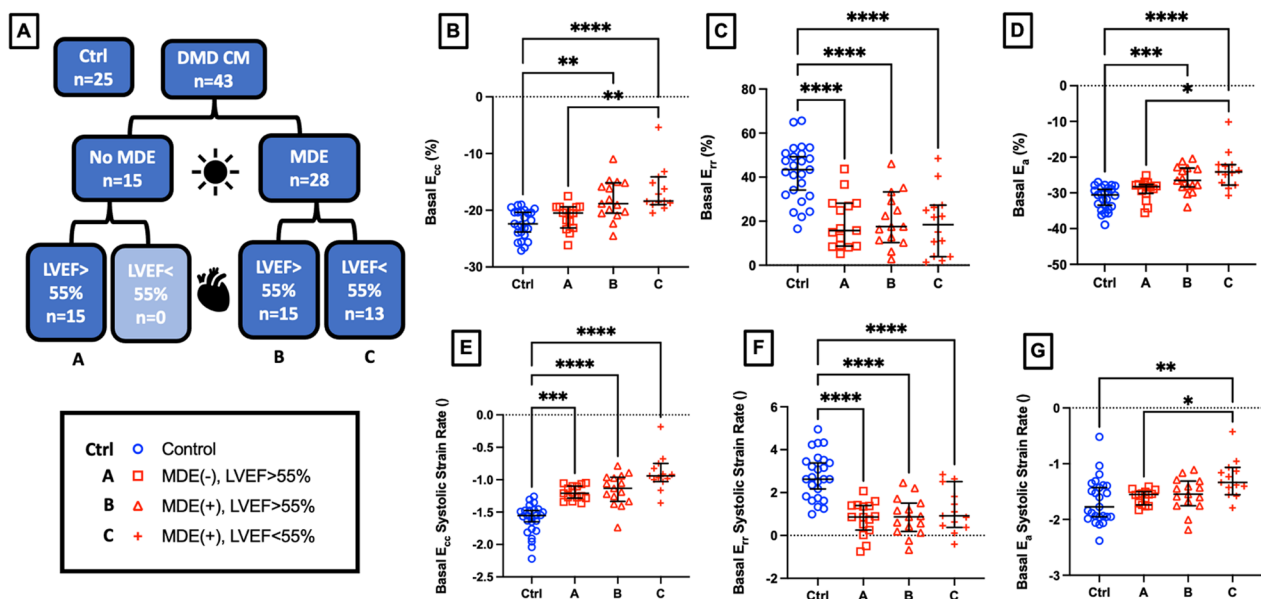 A
Ctrl
n=25
DMD CM
n=43
No MDE
n=15
MDE
n=28
LVEF>
55%
n=15
LVEF<
55%
n=0
LVEF>
55%
n=15
LVEF<
55%
n=13
A
B
C
Ctrl Control
A MDE(-), LVEF>55%
B MDE(+), LVEF>55%
C MDE(+), LVEF<55%
B
****
**
**
Basal Ecc (%)
0
-10
-20
-30
Ctrl A B C
C
****
****
****
Basal Err (%)
80
60
40
20
0
Ctrl A B C
D
****
***
*
Basal Ea (%)
0
-10
-20
-30
-40
-50
Ctrl A B C
E
****
****
***
Basal Ecc Systolic Strain Rate ()
0.0
-0.5
-1.0
-1.5
-2.0
-2.5
Ctrl A B C
F
****
****
****
Basal Err Systolic Strain Rate ()
6
4
2
0
-2
Ctrl A B C
G
**
*
Basal Ea Systolic Strain Rate ()
0
-1
-2
-3
Ctrl A B C